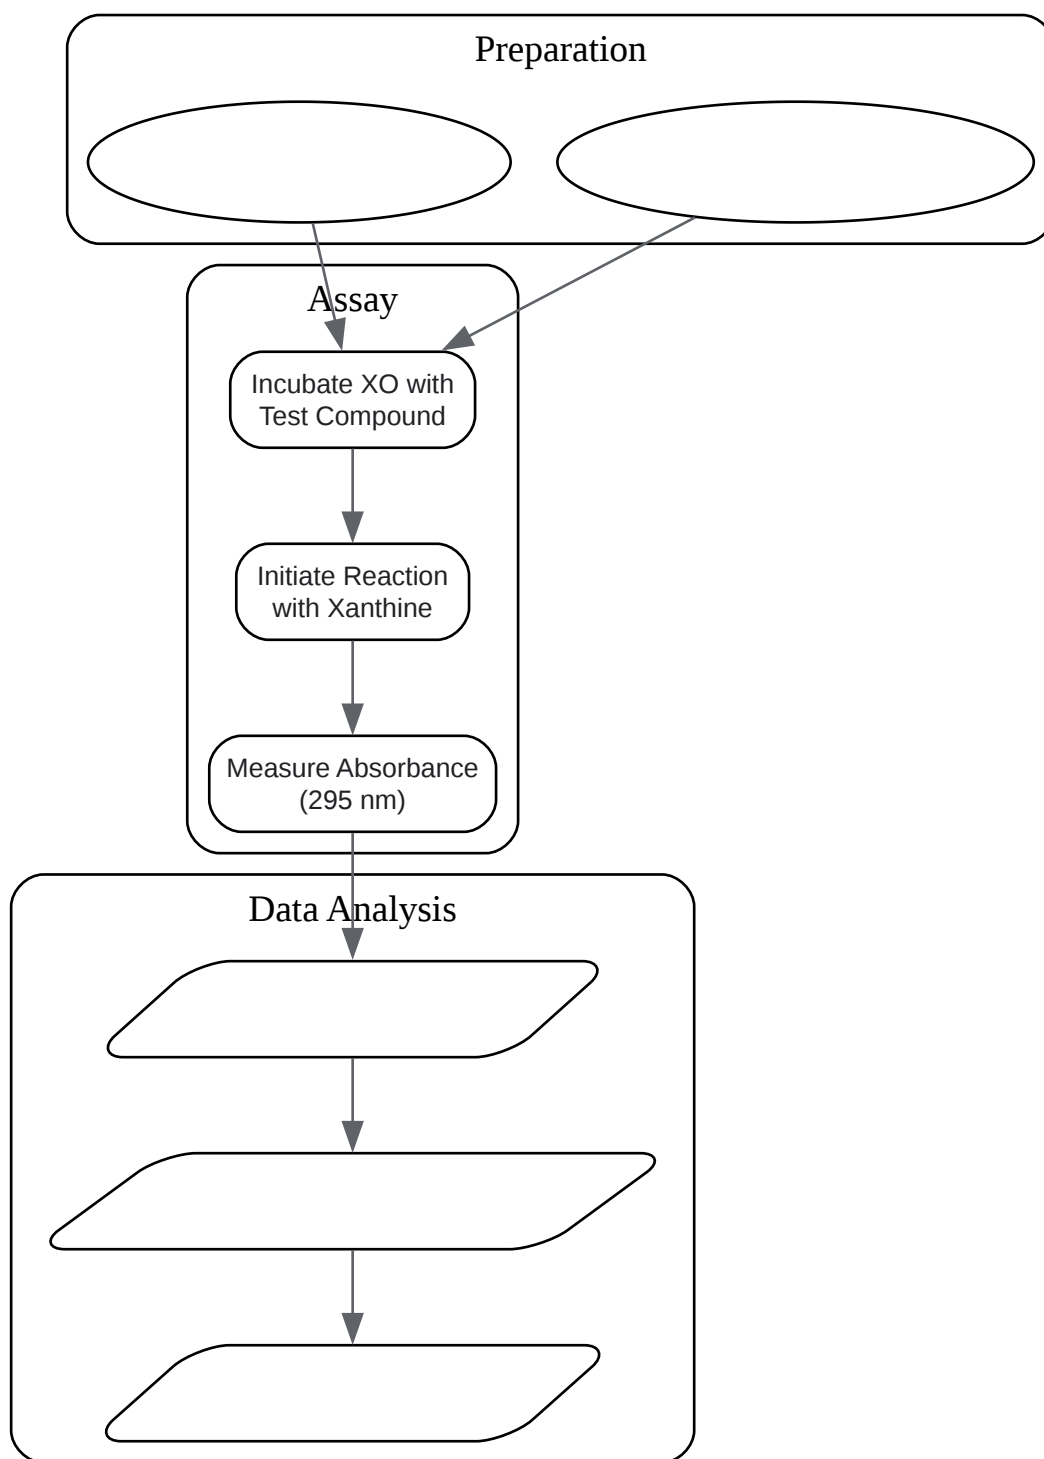 Preparation
Assay
Incubate XO with
Test Compound
Initiate Reaction
with Xanthine
Measure Absorbance
(295 nm)
Data Analysis